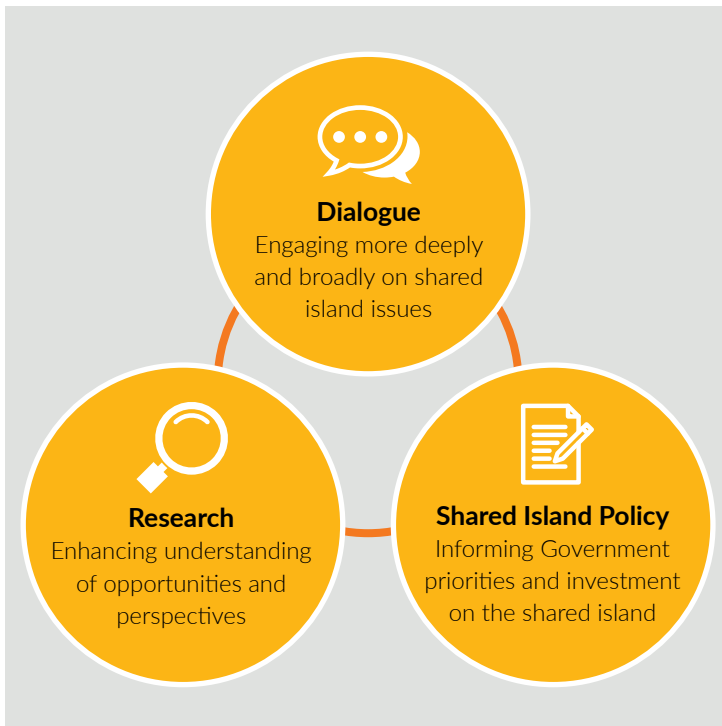 Dialogue
Engaging more deeply
and broadly on shared
island issues
Research
Enhancing understanding
of opportunities and
perspectives
Shared Island Policy
Informing Government
priorities and investment
on the shared island